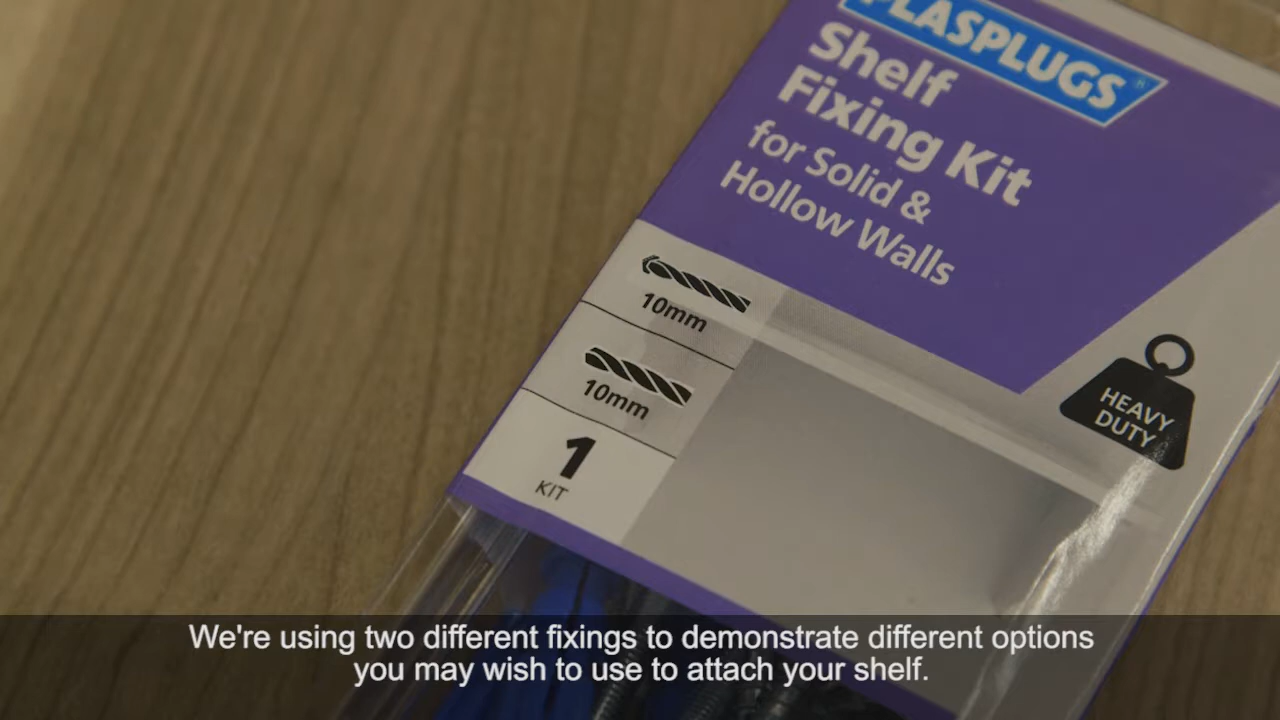 PLASPLUGS®
Shelf
Fixing Kit
for Solid &
Hollow Walls
10mm
10mm
1
KIT
HEAVY
DUTY
We're using two different fixings to demonstrate different options
you may wish to use to attach your shelf.